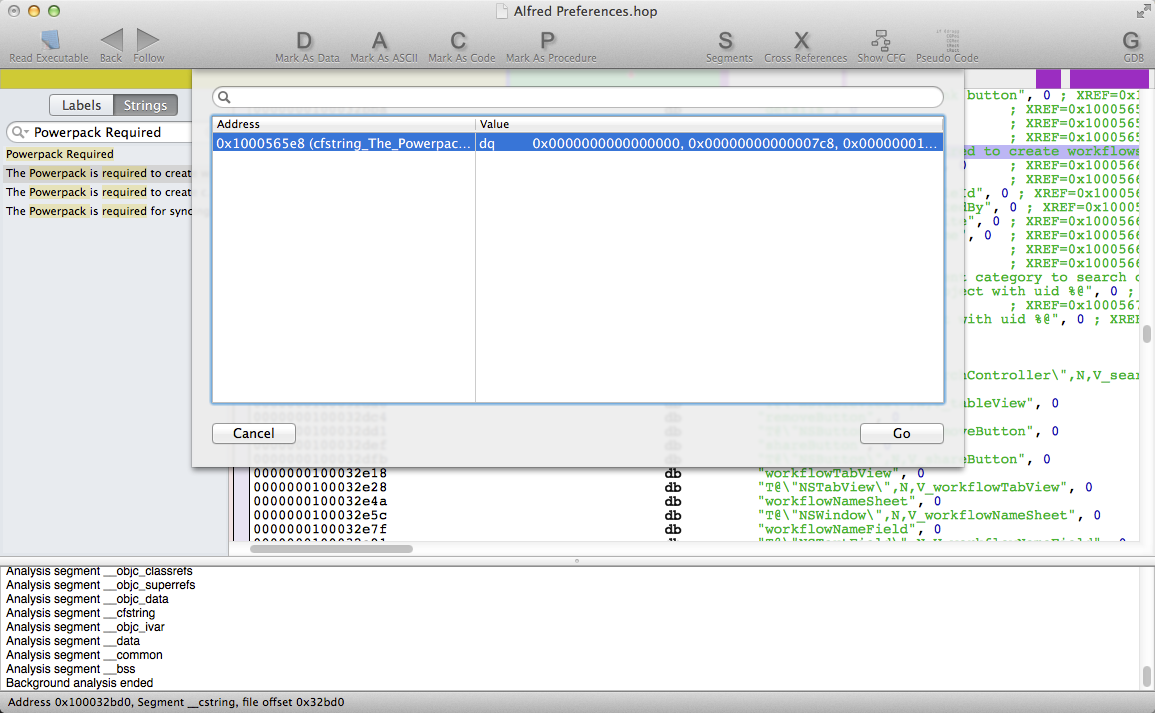 Alfred Preferences.hop
D A C P S X G
Read Executable Back Follow Mark As Data Mark As ASCII Mark As Code Mark As Procedure Segments Cross References Show CFG Pseudo Code GDB
Labels Strings
Powerpack Required
Powerpack Required
The Powerpack is required to creat
The Powerpack is required to creat
The Powerpack is required for sync
Address Value
0x1000565e8 (cfstring_The_Powerpac... dq 0x0000000000000000, 0x00000000000007c8, 0x00000001...
Cancel Go
button", 0 ; XREF=0x1
; XREF=0x100056
; XREF=0x100056
; XREF=0x100056
d to create workflows
; XREF=0x100056
; XREF=0x100056
Id", 0 ; XREF=0x10005
dBy", 0 ; XREF=0x1000
", 0 ; XREF=0x100056
, 0 ; XREF=0x100056
; XREF=0x100056
; XREF=0x100056
category to search
ect with uid %@", 0 ;
; XREF=0x100056
with uid %@", 0 ; XRE
Controller\",N,V_sear
ableView", 0
eButton", 0
Button", 0
0000000100032e18 db "workflowTabView", 0
0000000100032e28 db "T@\"NSTabView\",N,V_workflowTabView", 0
0000000100032e4a db "workflowNameSheet", 0
0000000100032e5c db "T@\"NSWindow\",N,V_workflowNameSheet", 0
0000000100032e7f db "workflowNameField", 0
Analysis segment __objc_classrefs
Analysis segment __objc_superrefs
Analysis segment __objc_data
Analysis segment __cfstring
Analysis segment __objc_ivar
Analysis segment __data
Analysis segment __common
Analysis segment __bss
Background analysis ended
Address 0x100032bd0, Segment __cstring, file offset 0x32bd0